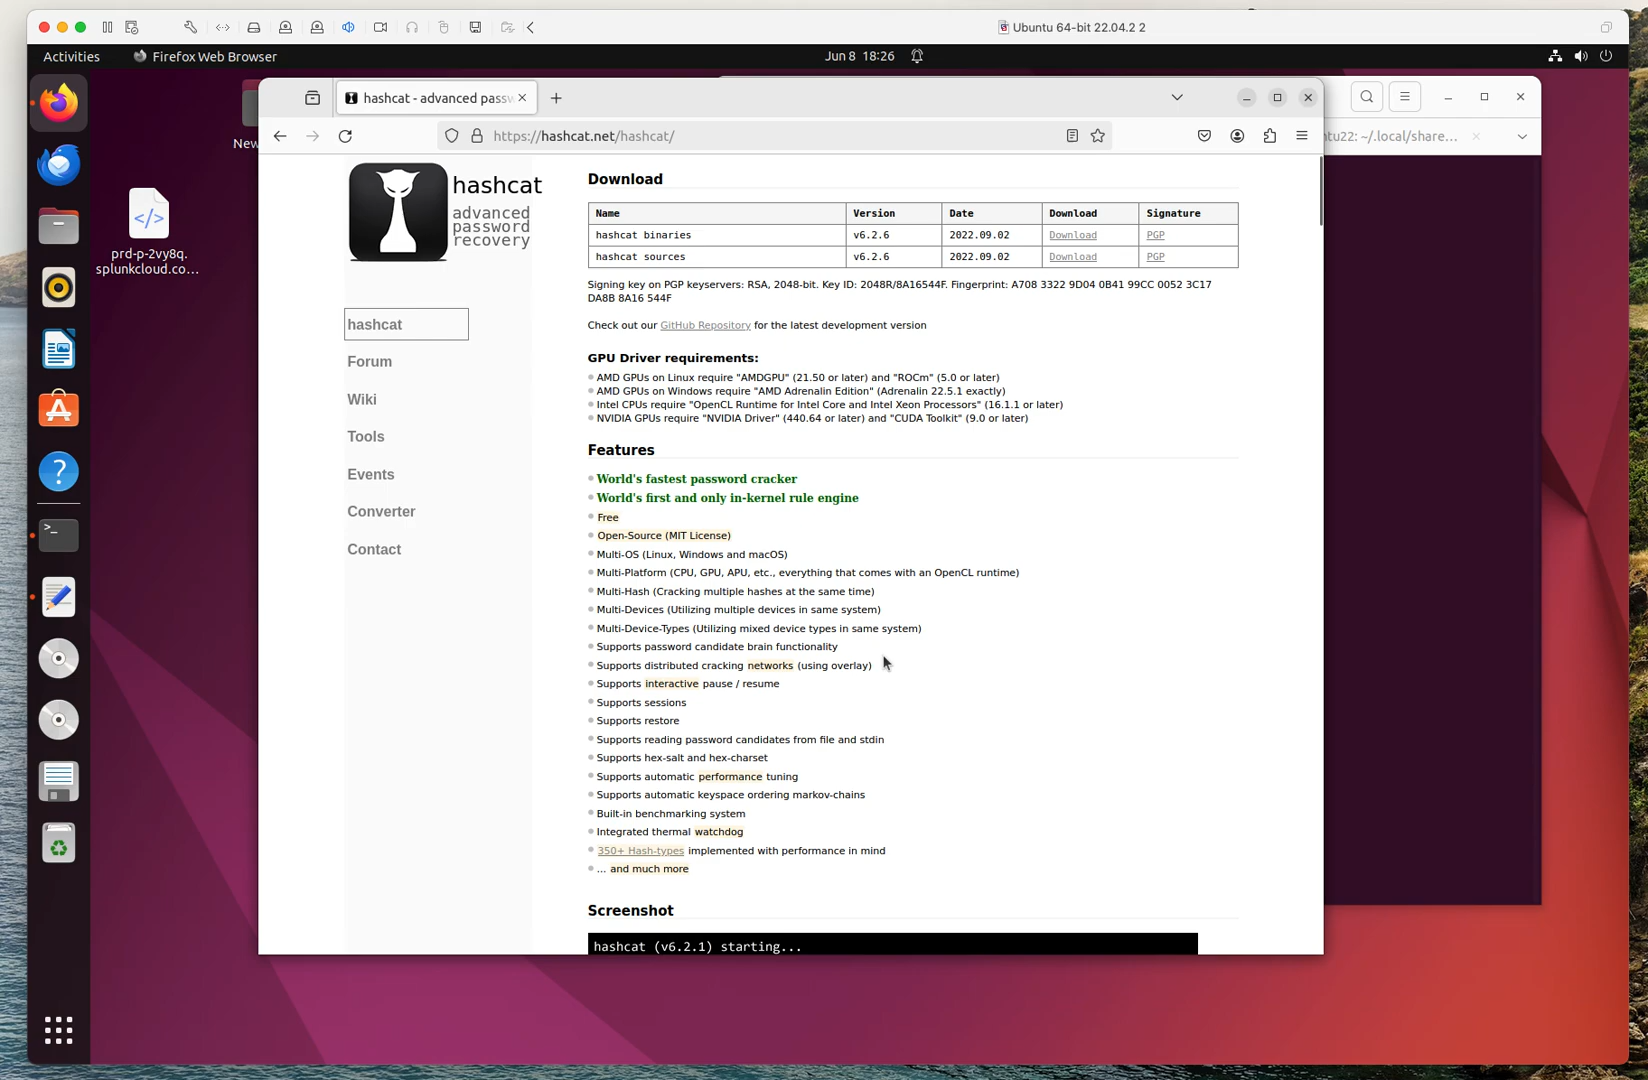 Ubuntu 64-bit 22.04.2 2
Activities
Firefox Web Browser
Jun 8 18:26
hashcat - advanced passw
New
https://hashcat.net/hashcat/
ntu22: ~/.local/share...
prd-p-2vy8q.
splunkcloud.co...
hashcat
advanced
password
recovery
hashcat
Forum
Wiki
Tools
Events
Converter
Contact
Download
Name Version Date Download Signature
hashcat binaries v6.2.6 2022.09.02 Download PGP
hashcat sources v6.2.6 2022.09.02 Download PGP
Signing key on PGP keyservers: RSA, 2048-bit. Key ID: 2048R/8A16544F. Fingerprint: A708 3322 9D04 0B41 99CC 0052 3C17
DA8B 8A16 544F
Check out our GitHub Repository for the latest development version
GPU Driver requirements:
AMD GPUs on Linux require "AMDGPU" (21.50 or later) and "ROCm" (5.0 or later)
AMD GPUs on Windows require "AMD Adrenalin Edition" (Adrenalin 22.5.1 exactly)
Intel CPUs require "OpenCL Runtime for Intel Core and Intel Xeon Processors" (16.1.1 or later)
NVIDIA GPUs require "NVIDIA Driver" (440.64 or later) and "CUDA Toolkit" (9.0 or later)
Features
World's fastest password cracker
World's first and only in-kernel rule engine
Free
Open-Source (MIT License)
Multi-OS (Linux, Windows and macOS)
Multi-Platform (CPU, GPU, APU, etc., everything that comes with an OpenCL runtime)
Multi-Hash (Cracking multiple hashes at the same time)
Multi-Devices (Utilizing multiple devices in same system)
Multi-Device-Types (Utilizing mixed device types in same system)
Supports password candidate brain functionality
Supports distributed cracking networks (using overlay)
Supports interactive pause / resume
Supports sessions
Supports restore
Supports reading password candidates from file and stdin
Supports hex-salt and hex-charset
Supports automatic performance tuning
Supports automatic keyspace ordering markov-chains
Built-in benchmarking system
Integrated thermal watchdog
350+ Hash-types implemented with performance in mind
... and much more
Screenshot
hashcat (v6.2.1) starting...